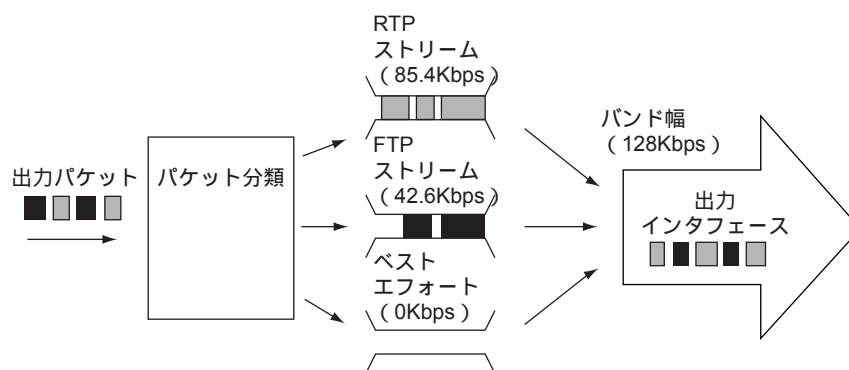 出力パケット
パケット分類
RTP
ストリーム
（85.4Kbps）
FTP
ストリーム
（42.6Kbps）
ベスト
エフォート
（0Kbps）
バンド幅
（128Kbps）
出力
インタフェース